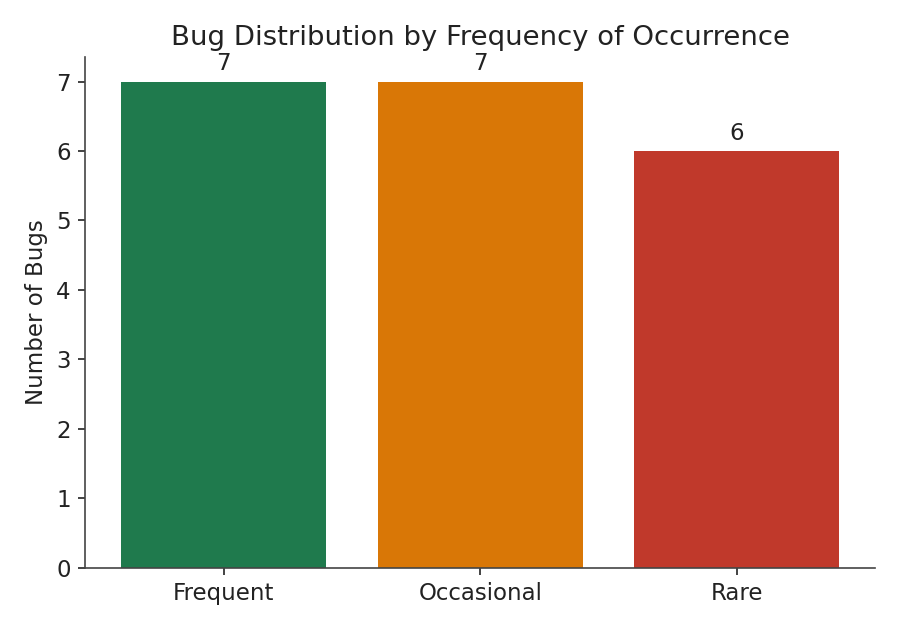 Bug Distribution by Frequency of Occurrence
7
7
6
7
6
5
4
3
2
1
0
Number of Bugs
Frequent
Occasional
Rare